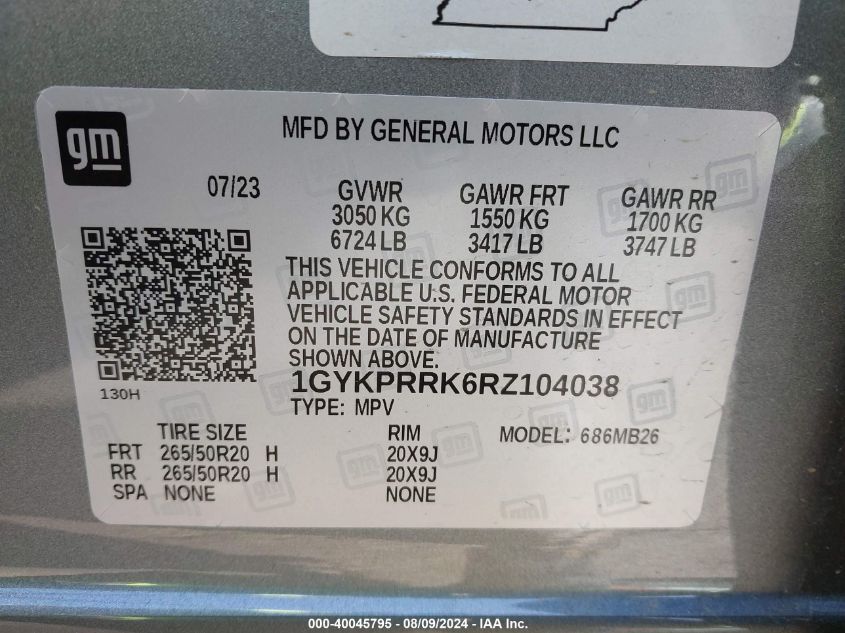 gm
MFD BY GENERAL MOTORS LLC
07/23
GVWR
3050 KG
6724 LB
GAWR FRT
1550 KG
3417 LB
GAWR RR
1700 KG
3747 LB
THIS VEHICLE CONFORMS TO ALL
APPLICABLE U.S. FEDERAL MOTOR
VEHICLE SAFETY STANDARDS IN EFFECT
ON THE DATE OF MANUFACTURE
SHOWN ABOVE.
130H
1GYKPRRK6RZ104038
TYPE: MPV
TIRE SIZE RIM MODEL: 686MB26
FRT 265/50R20 H 20X9J
RR 265/50R20 H 20X9J
SPA NONE NONE
000-40045795 - 08/09/2024 - IAA Inc.